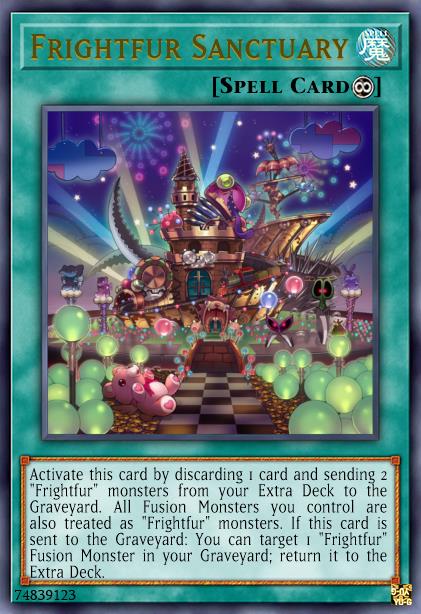 Frightfur Sanctuary
SPELL
魔
[Spell Card]
Activate this card by discarding 1 card and sending 2
"Frightfur" monsters from your Extra Deck to the
Graveyard. All Fusion Monsters you control are
also treated as "Frightfur" monsters. If this card is
sent to the Graveyard: You can target 1 "Frightfur"
Fusion Monster in your Graveyard; return it to the
Extra Deck.
74839123